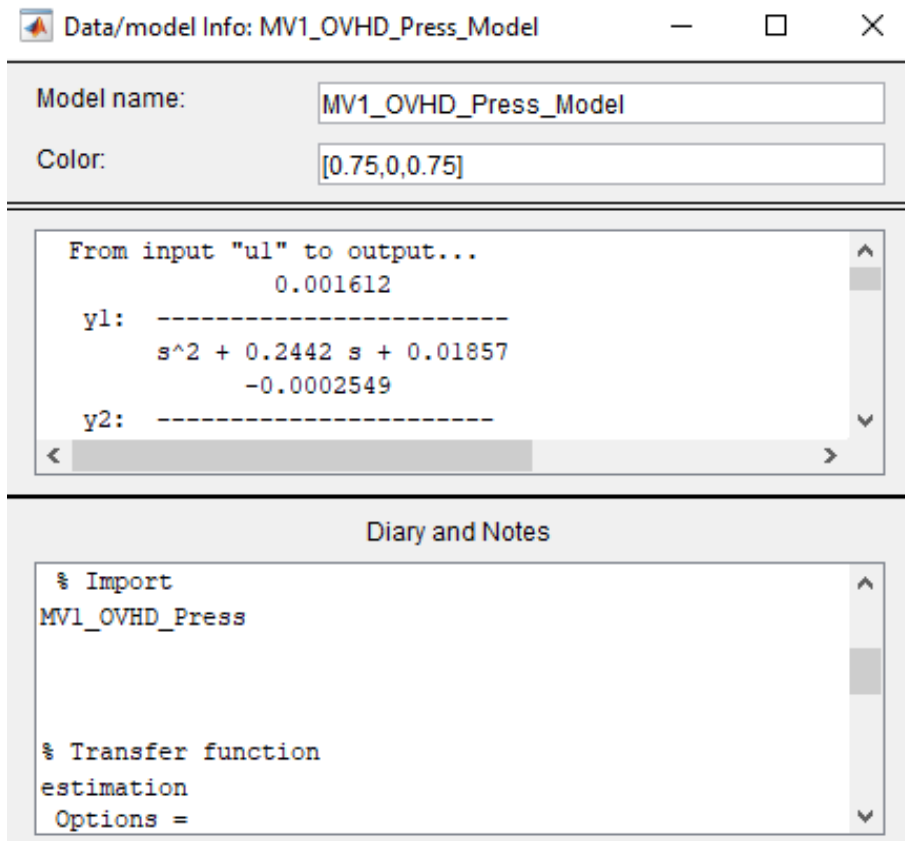 Data/model Info: MV1_OVHD_Press_Model
Model name: MV1_OVHD_Press_Model
Color: [0.75,0,0.75]
From input "u1" to output...
0.001612
y1: ------------------------
s^2 + 0.2442 s + 0.01857
-0.0002549
y2: -----------------------
Diary and Notes
% Import
MV1_OVHD_Press
% Transfer function
estimation
Options =